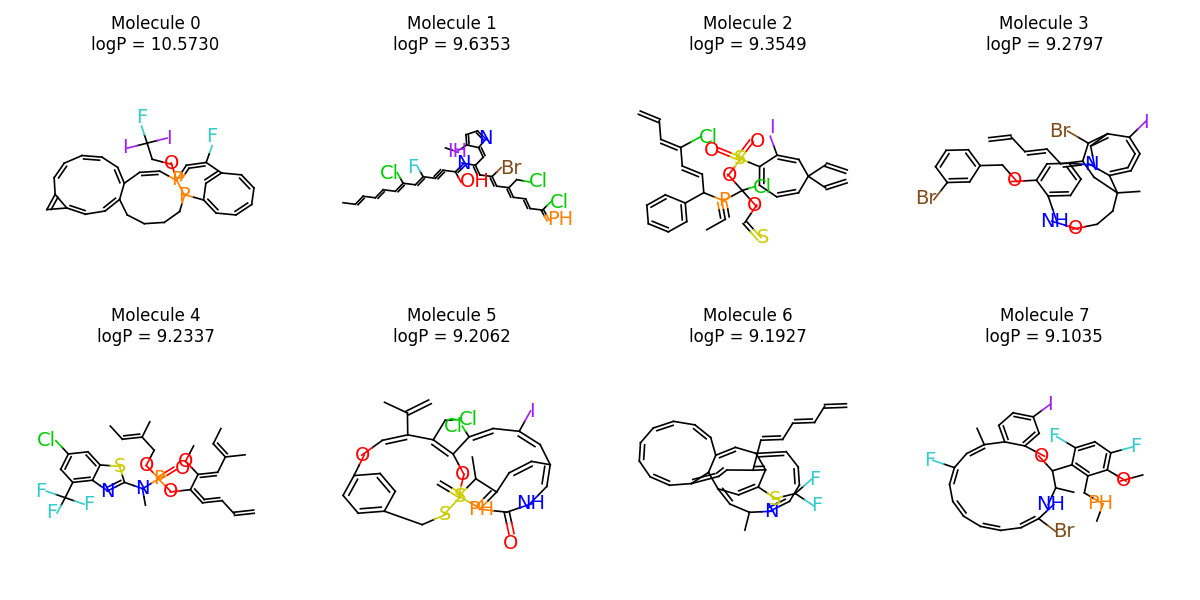 Molecule 0
logP = 10.5730
Molecule 1
logP = 9.6353
Molecule 2
logP = 9.3549
Molecule 3
logP = 9.2797
F
I
I
F
O
P
P
IH
N
N
Cl
F
OH
Br
Cl
Cl
PH
I
Cl
O
O
S
O
Cl
P
O
S
Br
I
N
O
Br
NH
O
Molecule 4
logP = 9.2337
Molecule 5
logP = 9.2062
Molecule 6
logP = 9.1927
Molecule 7
logP = 9.1035
Cl
S
O
O
O
P
N
N
O
F
F
F
Cl
Cl
I
O
O
S
S
PH
NH
O
F
S
N
F
I
F
F
F
O
O
NH
PH
Br